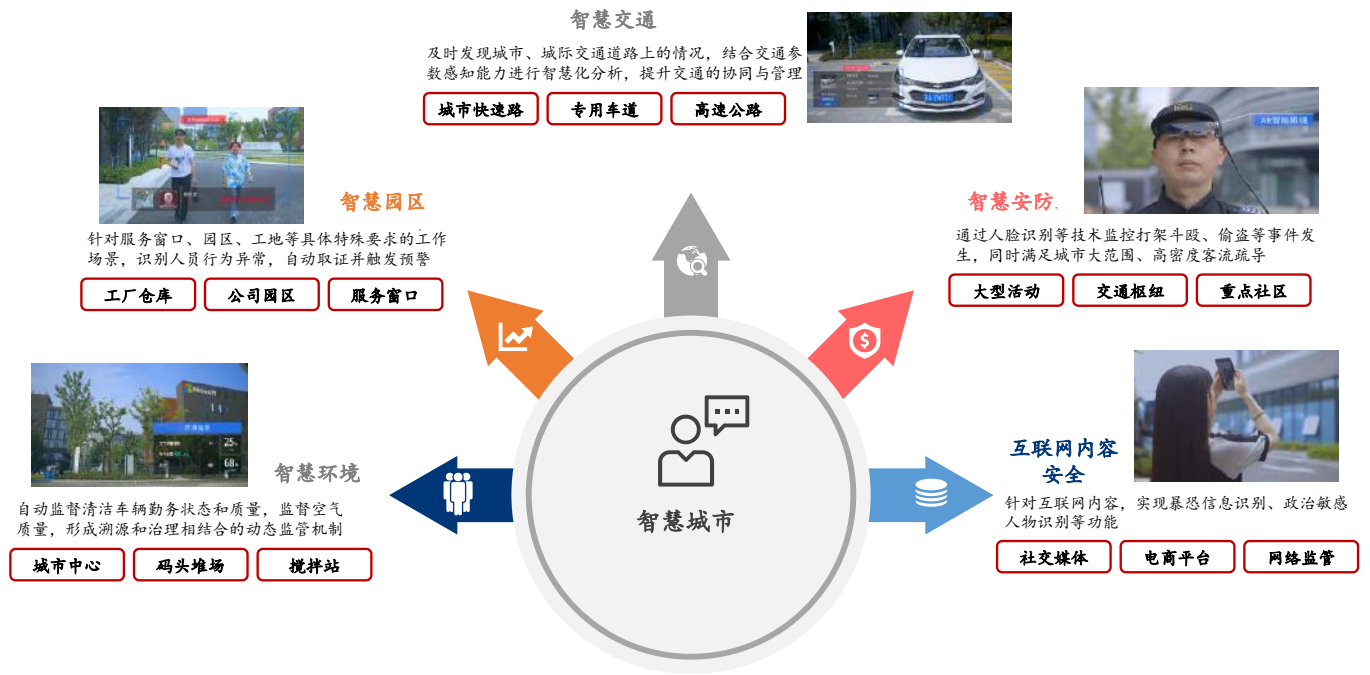 智慧交通
及时发现城市、城际交通道路上的情况，结合交通参
数感知能力进行智慧化分析，提升交通的协同与管理
城市快速路
专用车道
高速公路
智慧园区
针对服务窗口、园区、工地等具体特殊要求的工作
场景，识别人员行为异常，自动取证并触发预警
工厂仓库
公司园区
服务窗口
AR智能眼镜
智慧安防.
通过人脸识别等技术监控打架斗殴、偷盗等事件发
生，同时满足城市大范围、高密度客流疏导
大型活动
交通枢纽
重点社区
Microsoft
25
68
智慧环境
自动监督清洁车辆勤务状态和质量，监督空气
质量，形成溯源和治理相结合的动态监管机制
城市中心
码头堆场
搅拌站
互联网内容
安全
针对互联网内容，实现暴恐信息识别、政治敏感
人物识别等功能
社交媒体
电商平台
网络监管
智慧城市